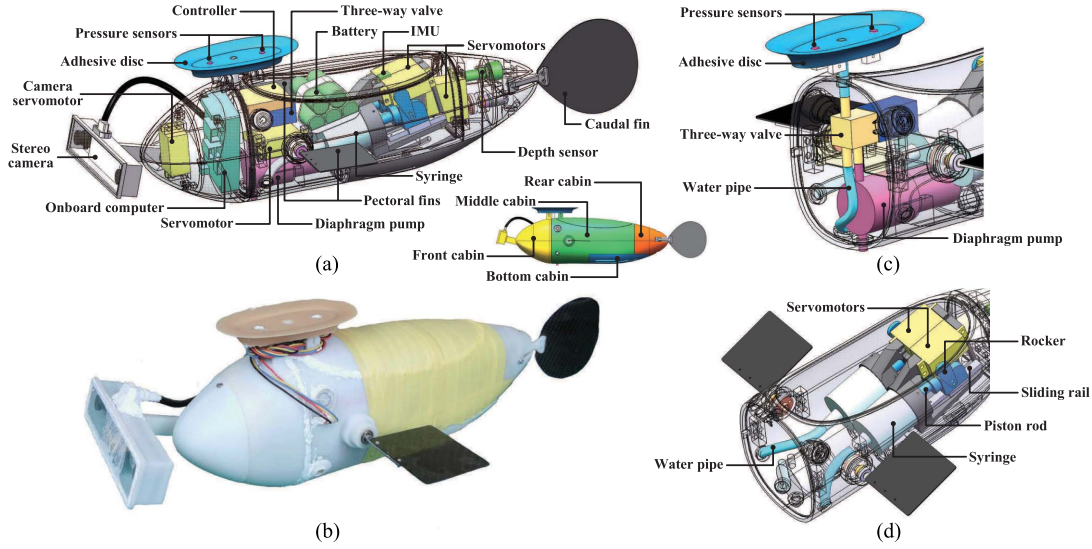 Controller
Three-way valve
Pressure sensors
Battery
IMU
Servomotors
Adhesive disc
Camera
servomotor
Stereo
camera
Caudal fin
Depth sensor
Syringe
Onboard computer
Pectoral fins
Servomotor
Diaphragm pump
(a)
Rear cabin
Middle cabin
Front cabin
Bottom cabin
(b)
Pressure sensors
Adhesive disc
Three-way valve
Water pipe
Diaphragm pump
(c)
Servomotors
Rocker
Sliding rail
Piston rod
Water pipe
Syringe
(d)